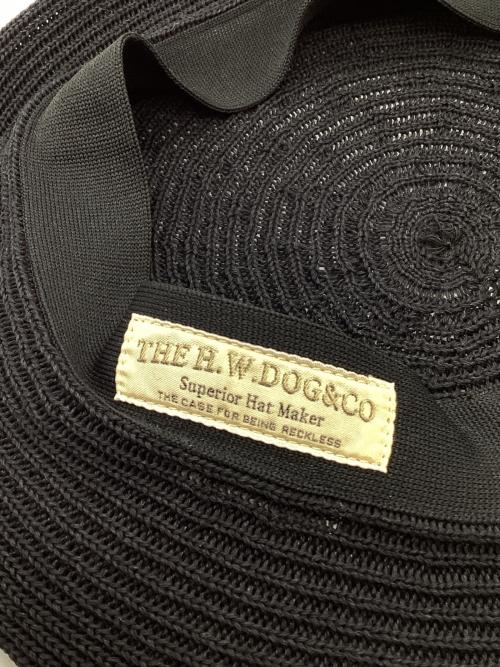 THE H.W.DOG&CO
Superior Hat Maker
THE CASE FOR BEING RECKLESS